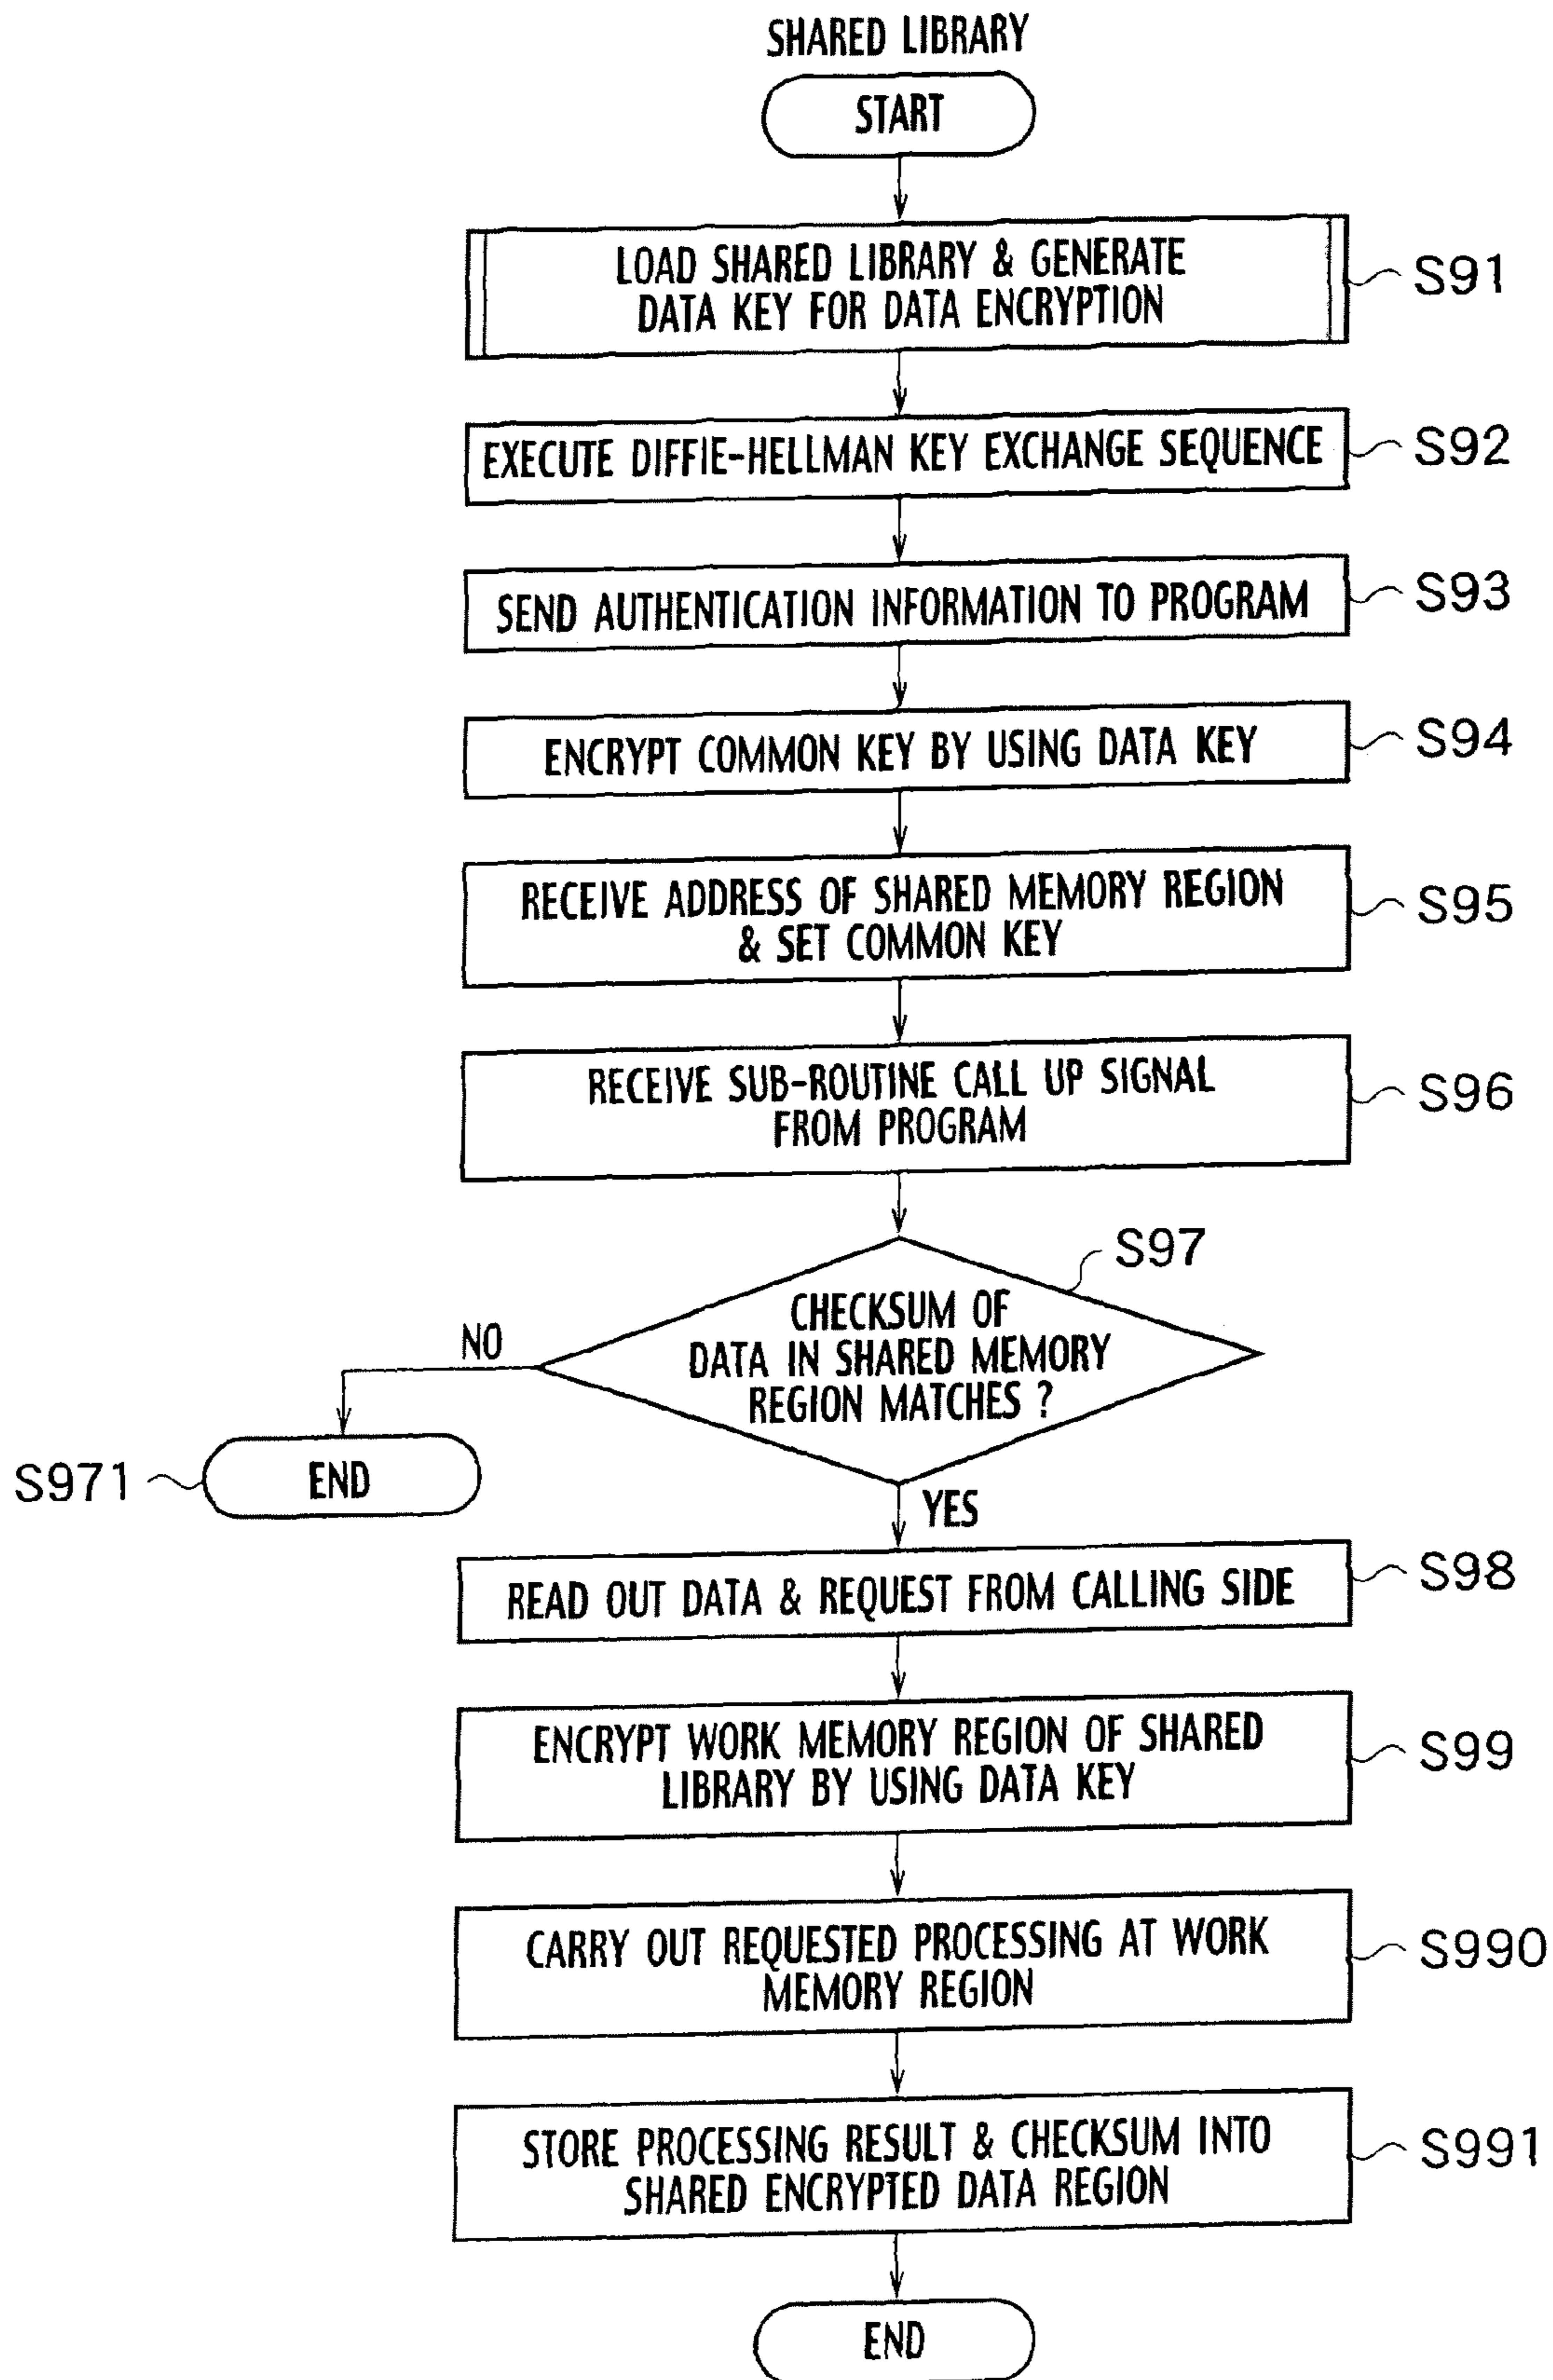 SHARED LIBRARY
START
LOAD SHARED LIBRARY & GENERATE
DATA KEY FOR DATA ENCRYPTION
S91
EXECUTE DIFFIE-HELLMAN KEY EXCHANGE SEQUENCE
S92
SEND AUTHENTICATION INFORMATION TO PROGRAM
S93
ENCRYPT COMMON KEY BY USING DATA KEY
S94
RECEIVE ADDRESS OF SHARED MEMORY REGION
& SET COMMON KEY
S95
RECEIVE SUB-ROUTINE CALL UP SIGNAL
FROM PROGRAM
S96
S97
CHECKSUM OF
DATA IN SHARED MEMORY
REGION MATCHES ?
NO
S971
END
YES
READ OUT DATA & REQUEST FROM CALLING SIDE
S98
ENCRYPT WORK MEMORY REGION OF SHARED
LIBRARY BY USING DATA KEY
S99
CARRY OUT REQUESTED PROCESSING AT WORK
MEMORY REGION
S990
STORE PROCESSING RESULT & CHECKSUM INTO
SHARED ENCRYPTED DATA REGION
S991
END